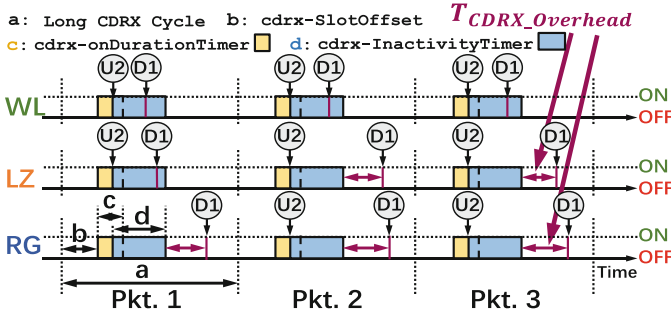 a: Long CDRX Cycle b: cdrx-SlotOffset T_CDRX_Overhead
c: cdrx-onDurationTimer d: cdrx-InactivityTimer
U2 D1 U2 D1 U2 D1
WL ON
OFF
U2 D1 U2 D1 U2 D1
LZ ON
OFF
c d D1 U2 D1 U2 D1
b
RG ON
OFF
a Time
Pkt. 1 Pkt. 2 Pkt. 3